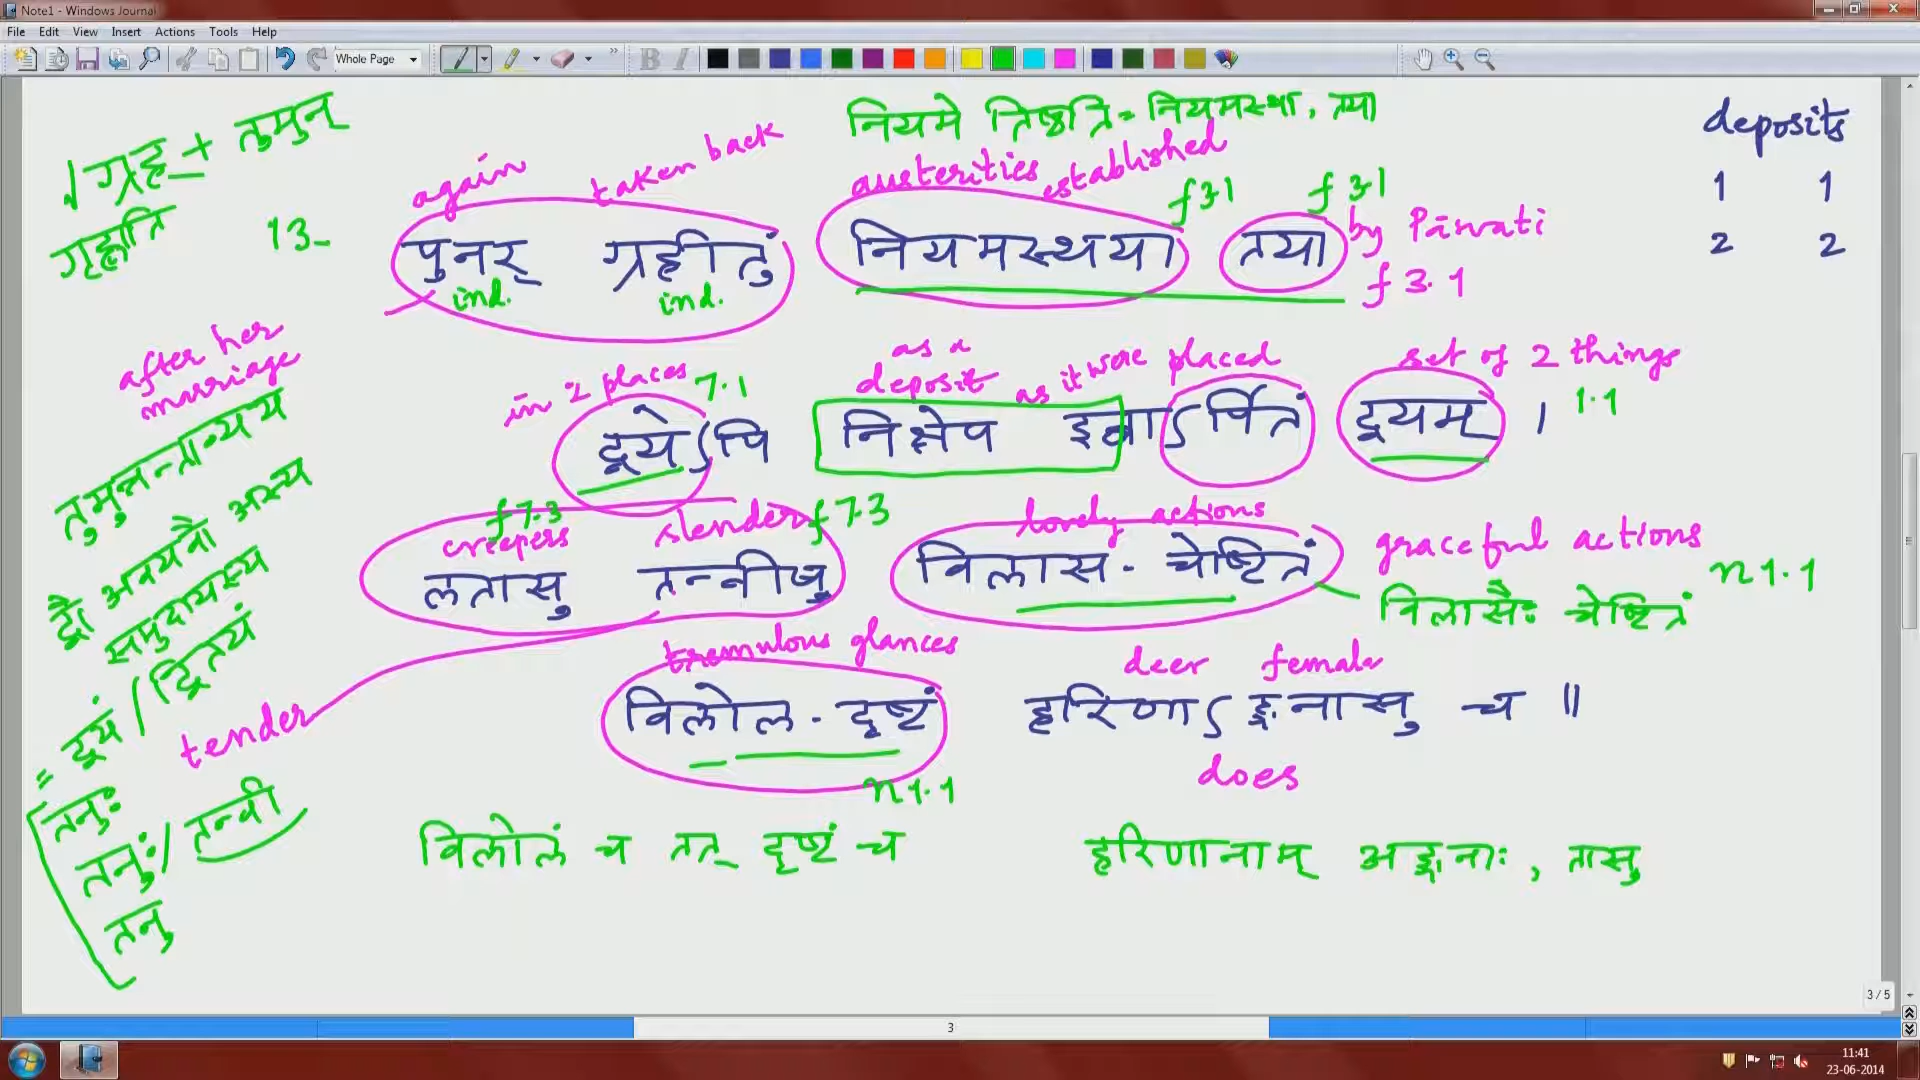 Note1 - Windows Journal
File Edit View Insert Actions Tools Help
Whole Page
√ग्रह् + तुमुन्
गृह्णाति
नियमे तिष्ठति = नियमस्था, तया
deposits
1 1
2 2
again taken back austerities established f 3.1 f 3.1
13- पुनर् ग्रहीतुं नियमस्थया तया by Parvati
ind. ind. f 3.1
after her marriage
in 2 places 7.1 as a deposit as it were placed set of 2 things
द्वयेऽपि निक्षेप इवाऽर्पितं द्वयम् । 1.1
तुमुन्नन्तान्यय
द्वौ अवयवौ अस्य
समुदायस्य
= द्वयं / द्वितयं
f 7.3 creepers slender f 7.3 lovely actions graceful actions
लतासु तन्वीषु विलास - चेष्टितं n 1.1
विलासैः चेष्टितं
tender
tremulous glances deer female
विलोल - दृष्टं हरिणाऽङ्गनासु च ॥
n 1.1 does
तनुः
तनुः / तन्वी
तनु
विलोलं च तत् दृष्टं च हरिणानाम् अङ्गनाः, तासु
3 / 5
3
11:41
23-06-2014